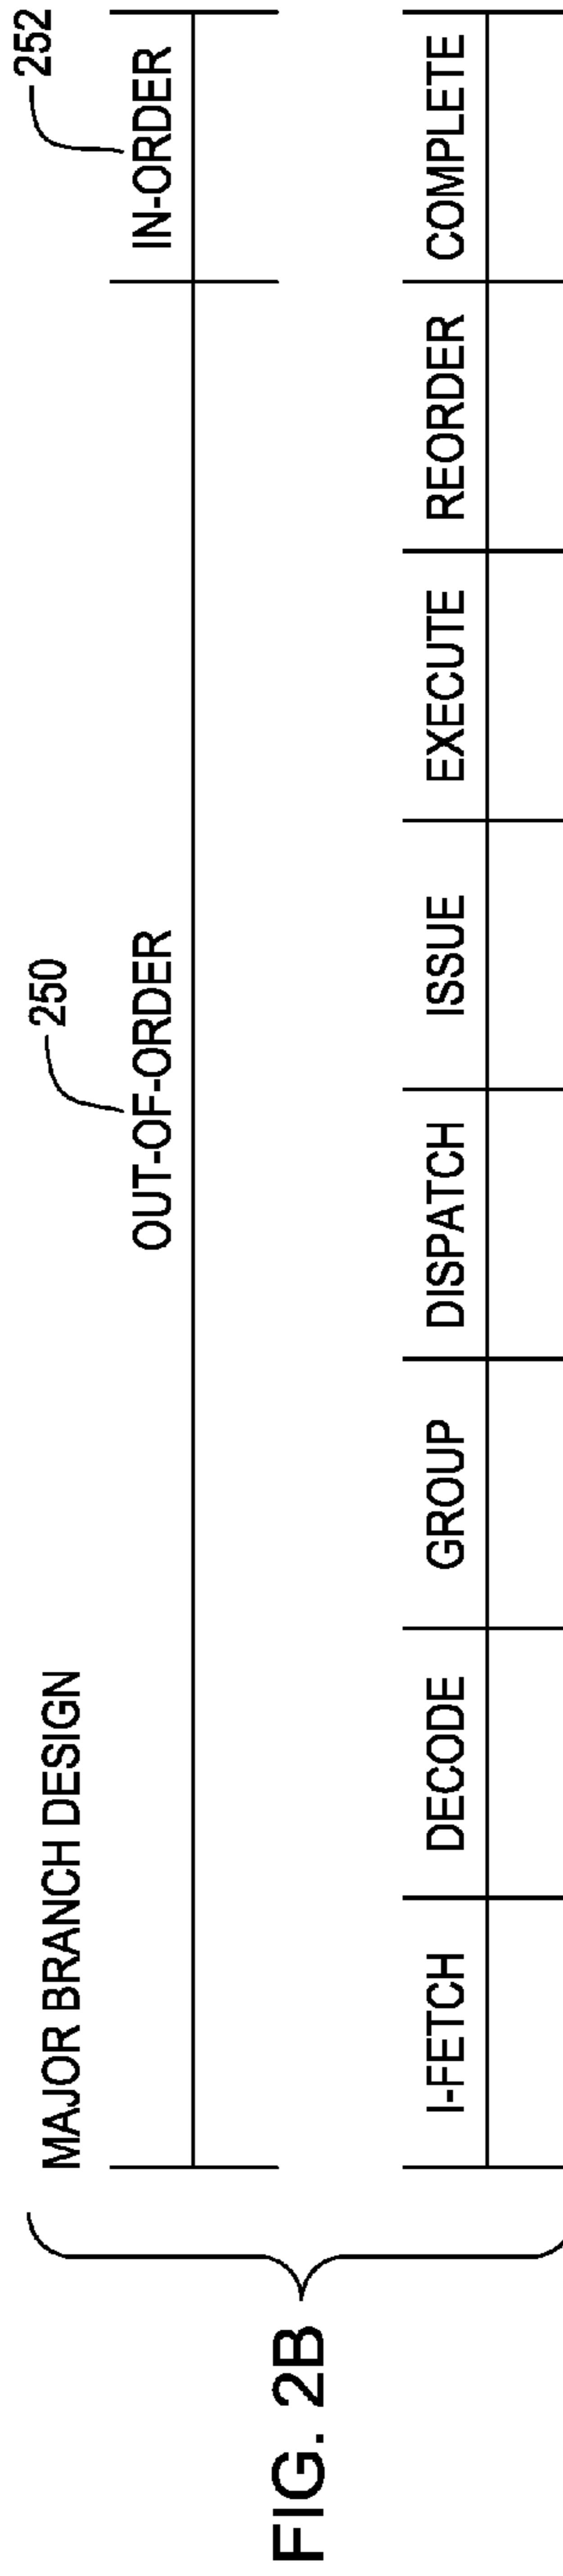 MAJOR BRANCH DESIGN
250
252
OUT-OF-ORDER
IN-ORDER
I-FETCH
DECODE
GROUP
DISPATCH
ISSUE
EXECUTE
REORDER
COMPLETE
FIG. 2B